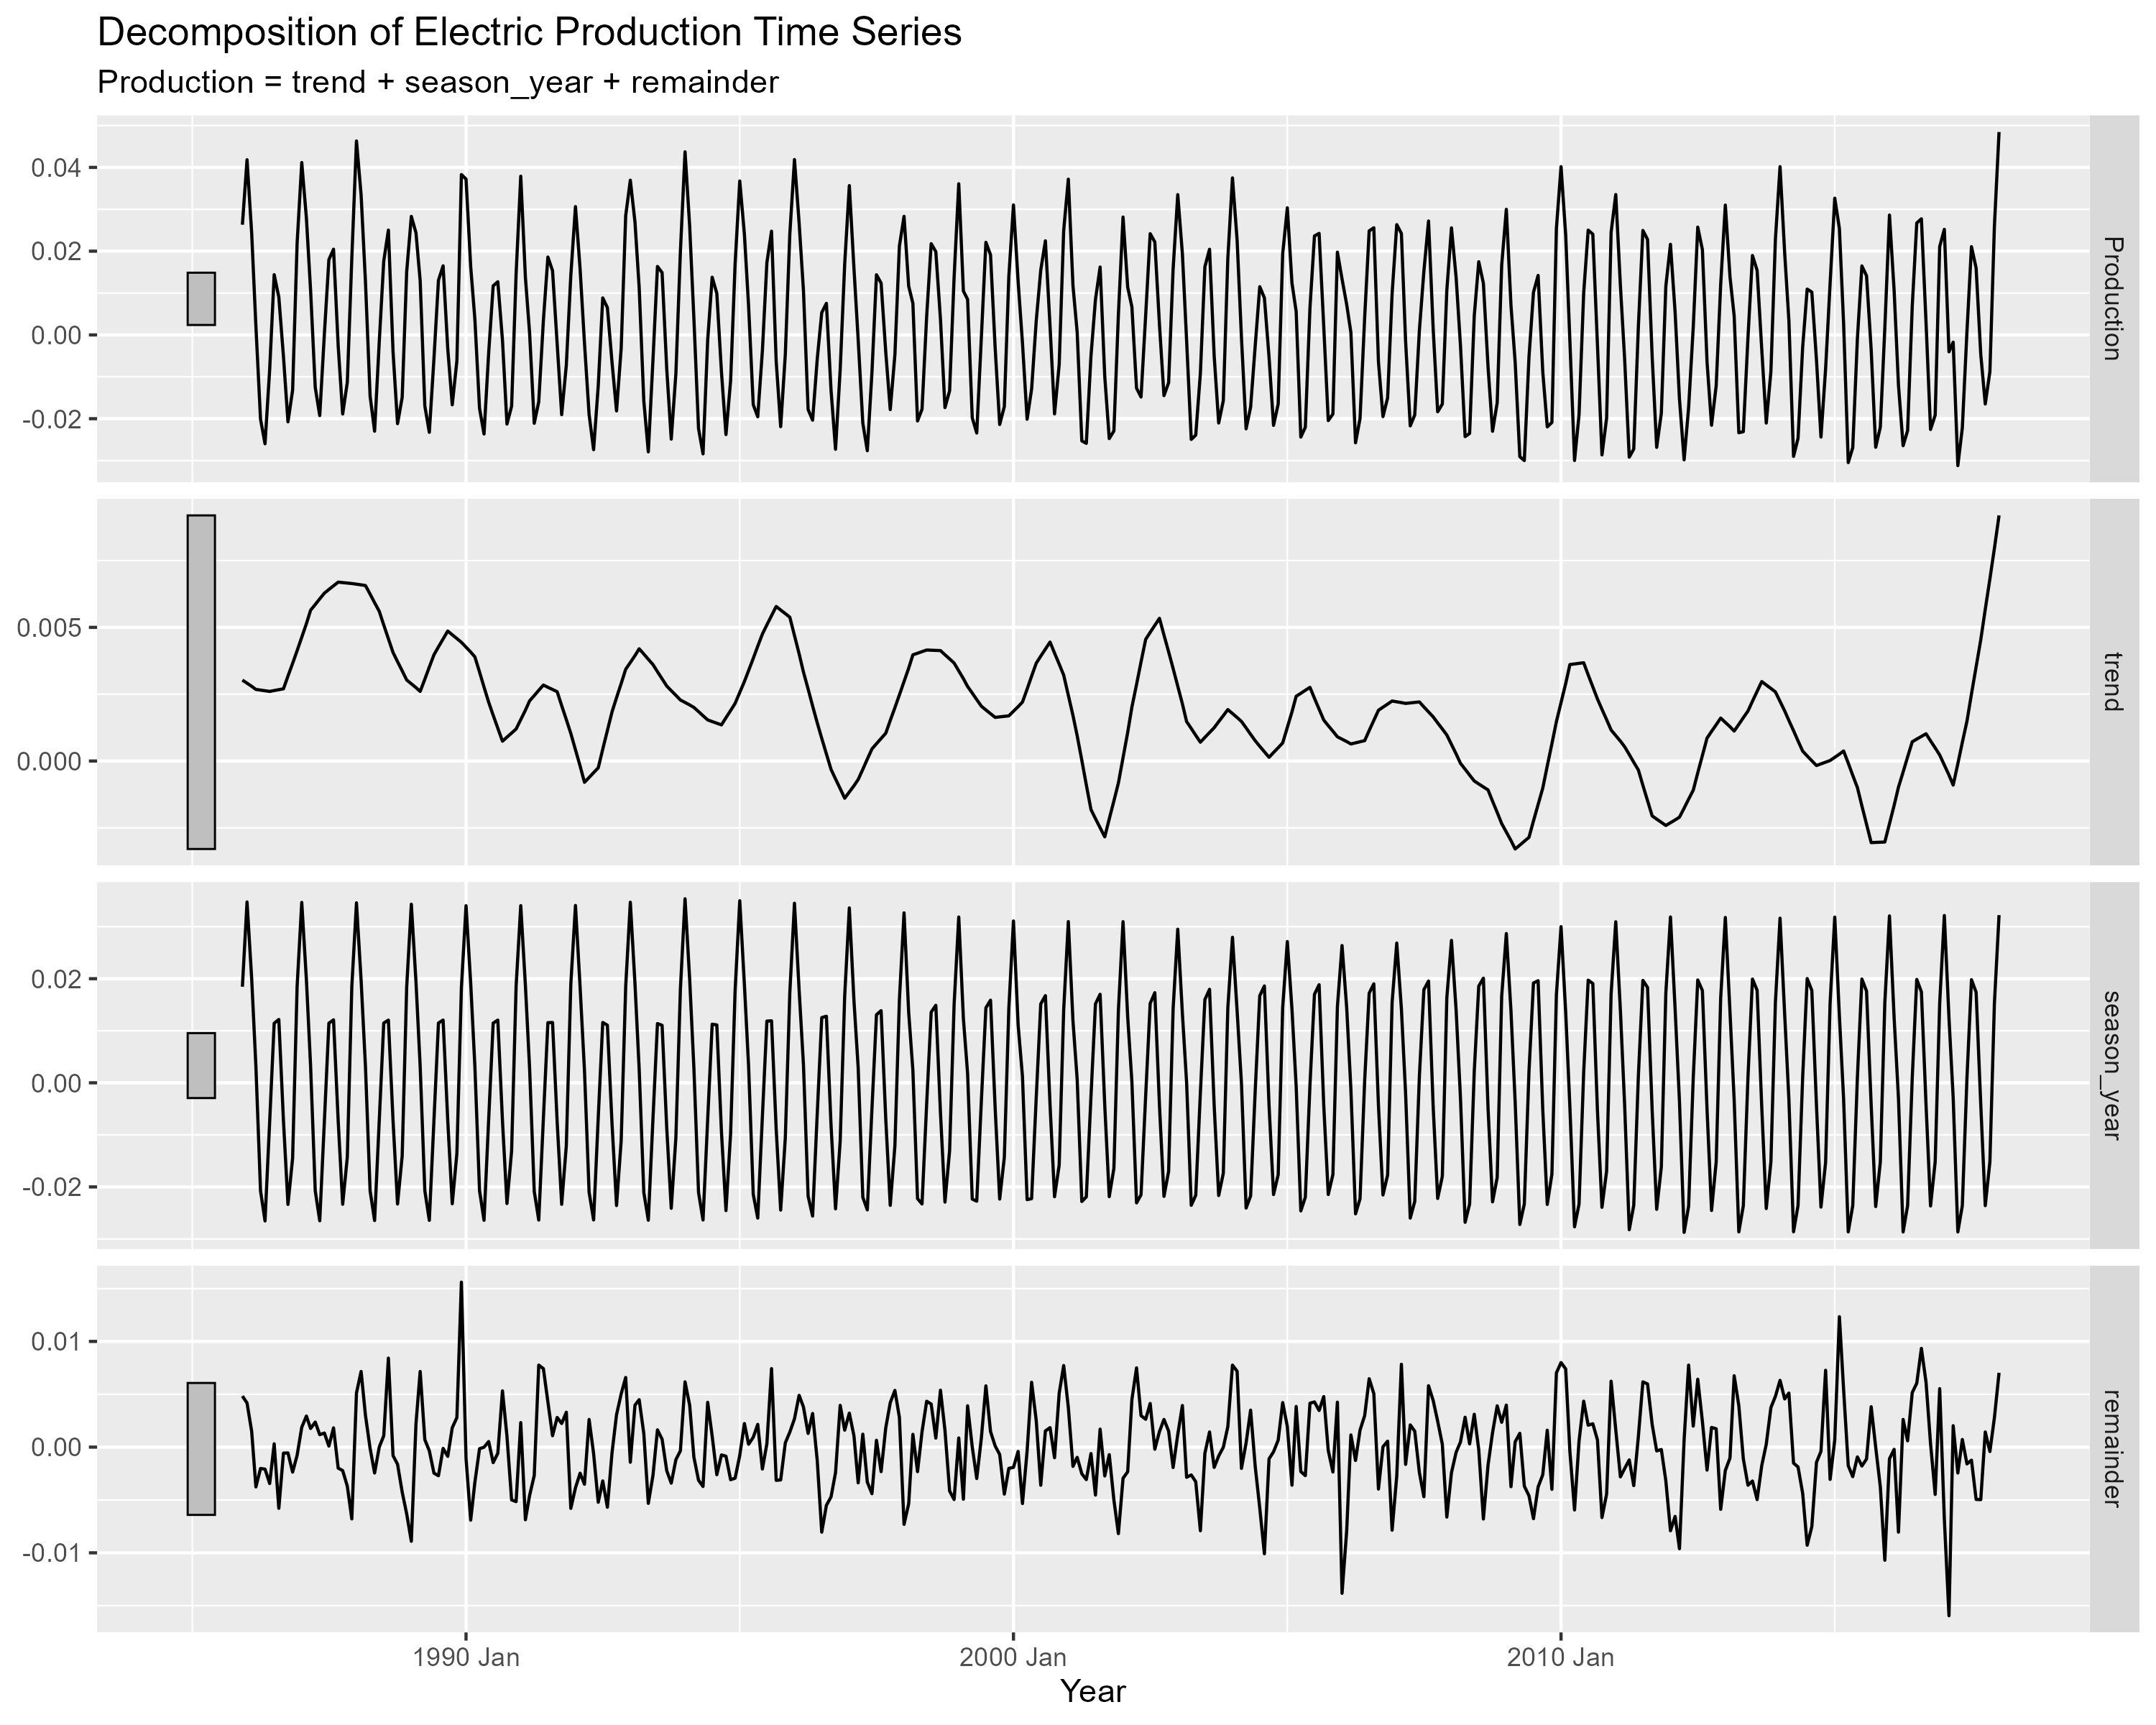 Decomposition of Electric Production Time Series
Production = trend + season_year + remainder
0.04
0.02
0.00
-0.02
Production
0.005
0.000
trend
0.02
0.00
-0.02
season_year
0.01
0.00
-0.01
remainder
1990 Jan 2000 Jan 2010 Jan
Year